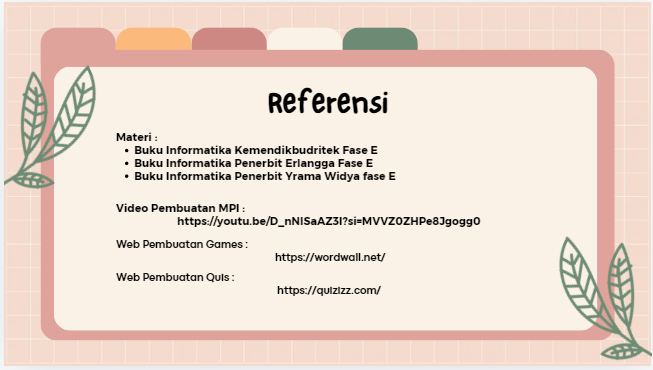 Referensi
Materi :
• Buku Informatika Kemendikbudritek Fase E
• Buku Informatika Penerbit Erlangga Fase E
• Buku Informatika Penerbit Yrama Widya fase E
Video Pembuatan MPI :
https://youtu.be/D_nNISaAZ3I?si=MVVZ0ZHPe8Jgogg0
Web Pembuatan Games :
https://wordwall.net/
Web Pembuatan Quis :
https://quizizz.com/